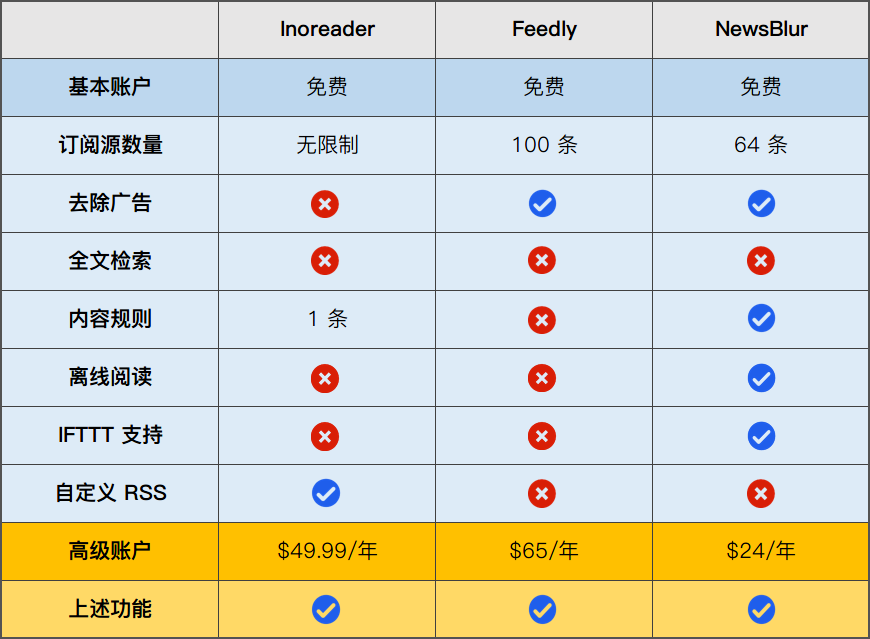 Inoreader Feedly NewsBlur
基本账户 免费 免费 免费
订阅源数量 无限制 100 条 64 条
去除广告
全文检索
内容规则 1 条
离线阅读
IFTTT 支持
自定义 RSS
高级账户 $49.99/年 $65/年 $24/年
上述功能